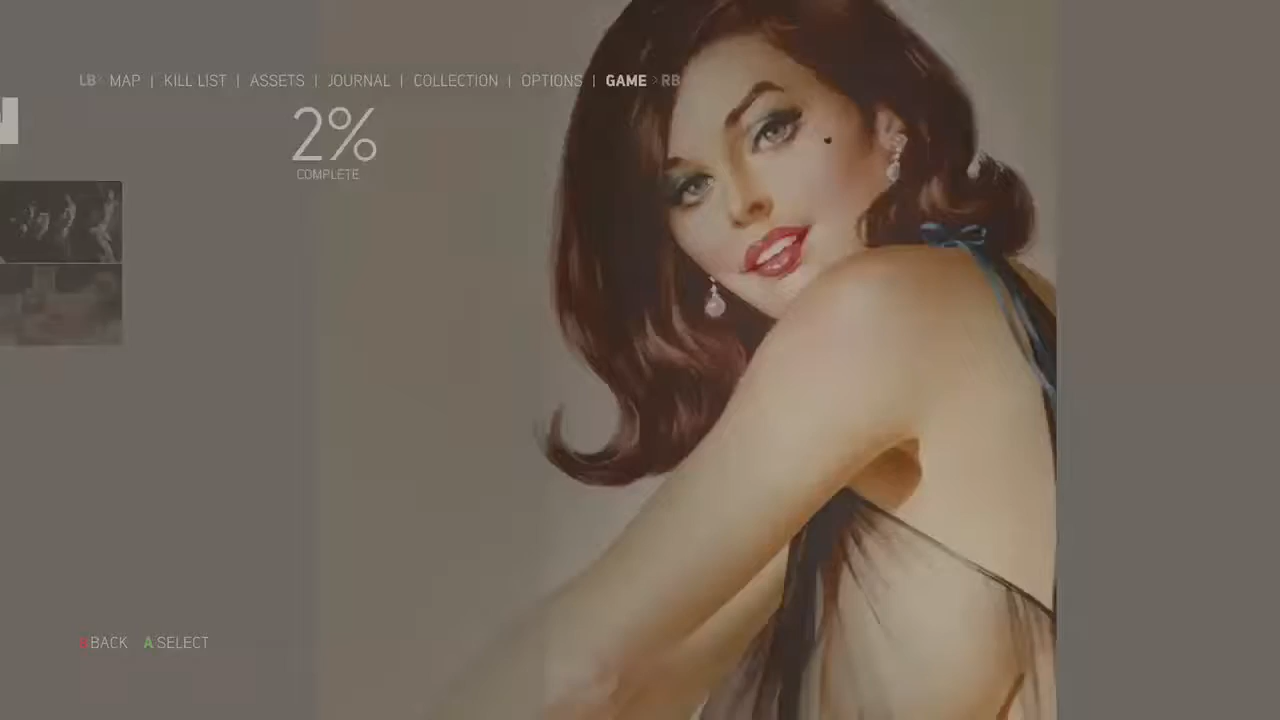 LB MAP | KILL LIST | ASSETS | JOURNAL | COLLECTION | OPTIONS | GAME > RB
2%
COMPLETE
BACK A SELECT